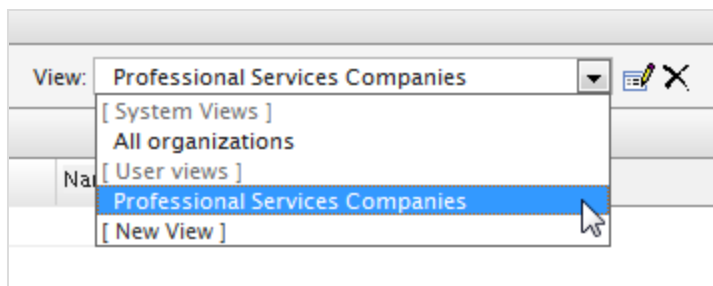 View: Professional Services Companies
[ System Views ]
All organizations
[ User views ]
Professional Services Companies
[ New View ]